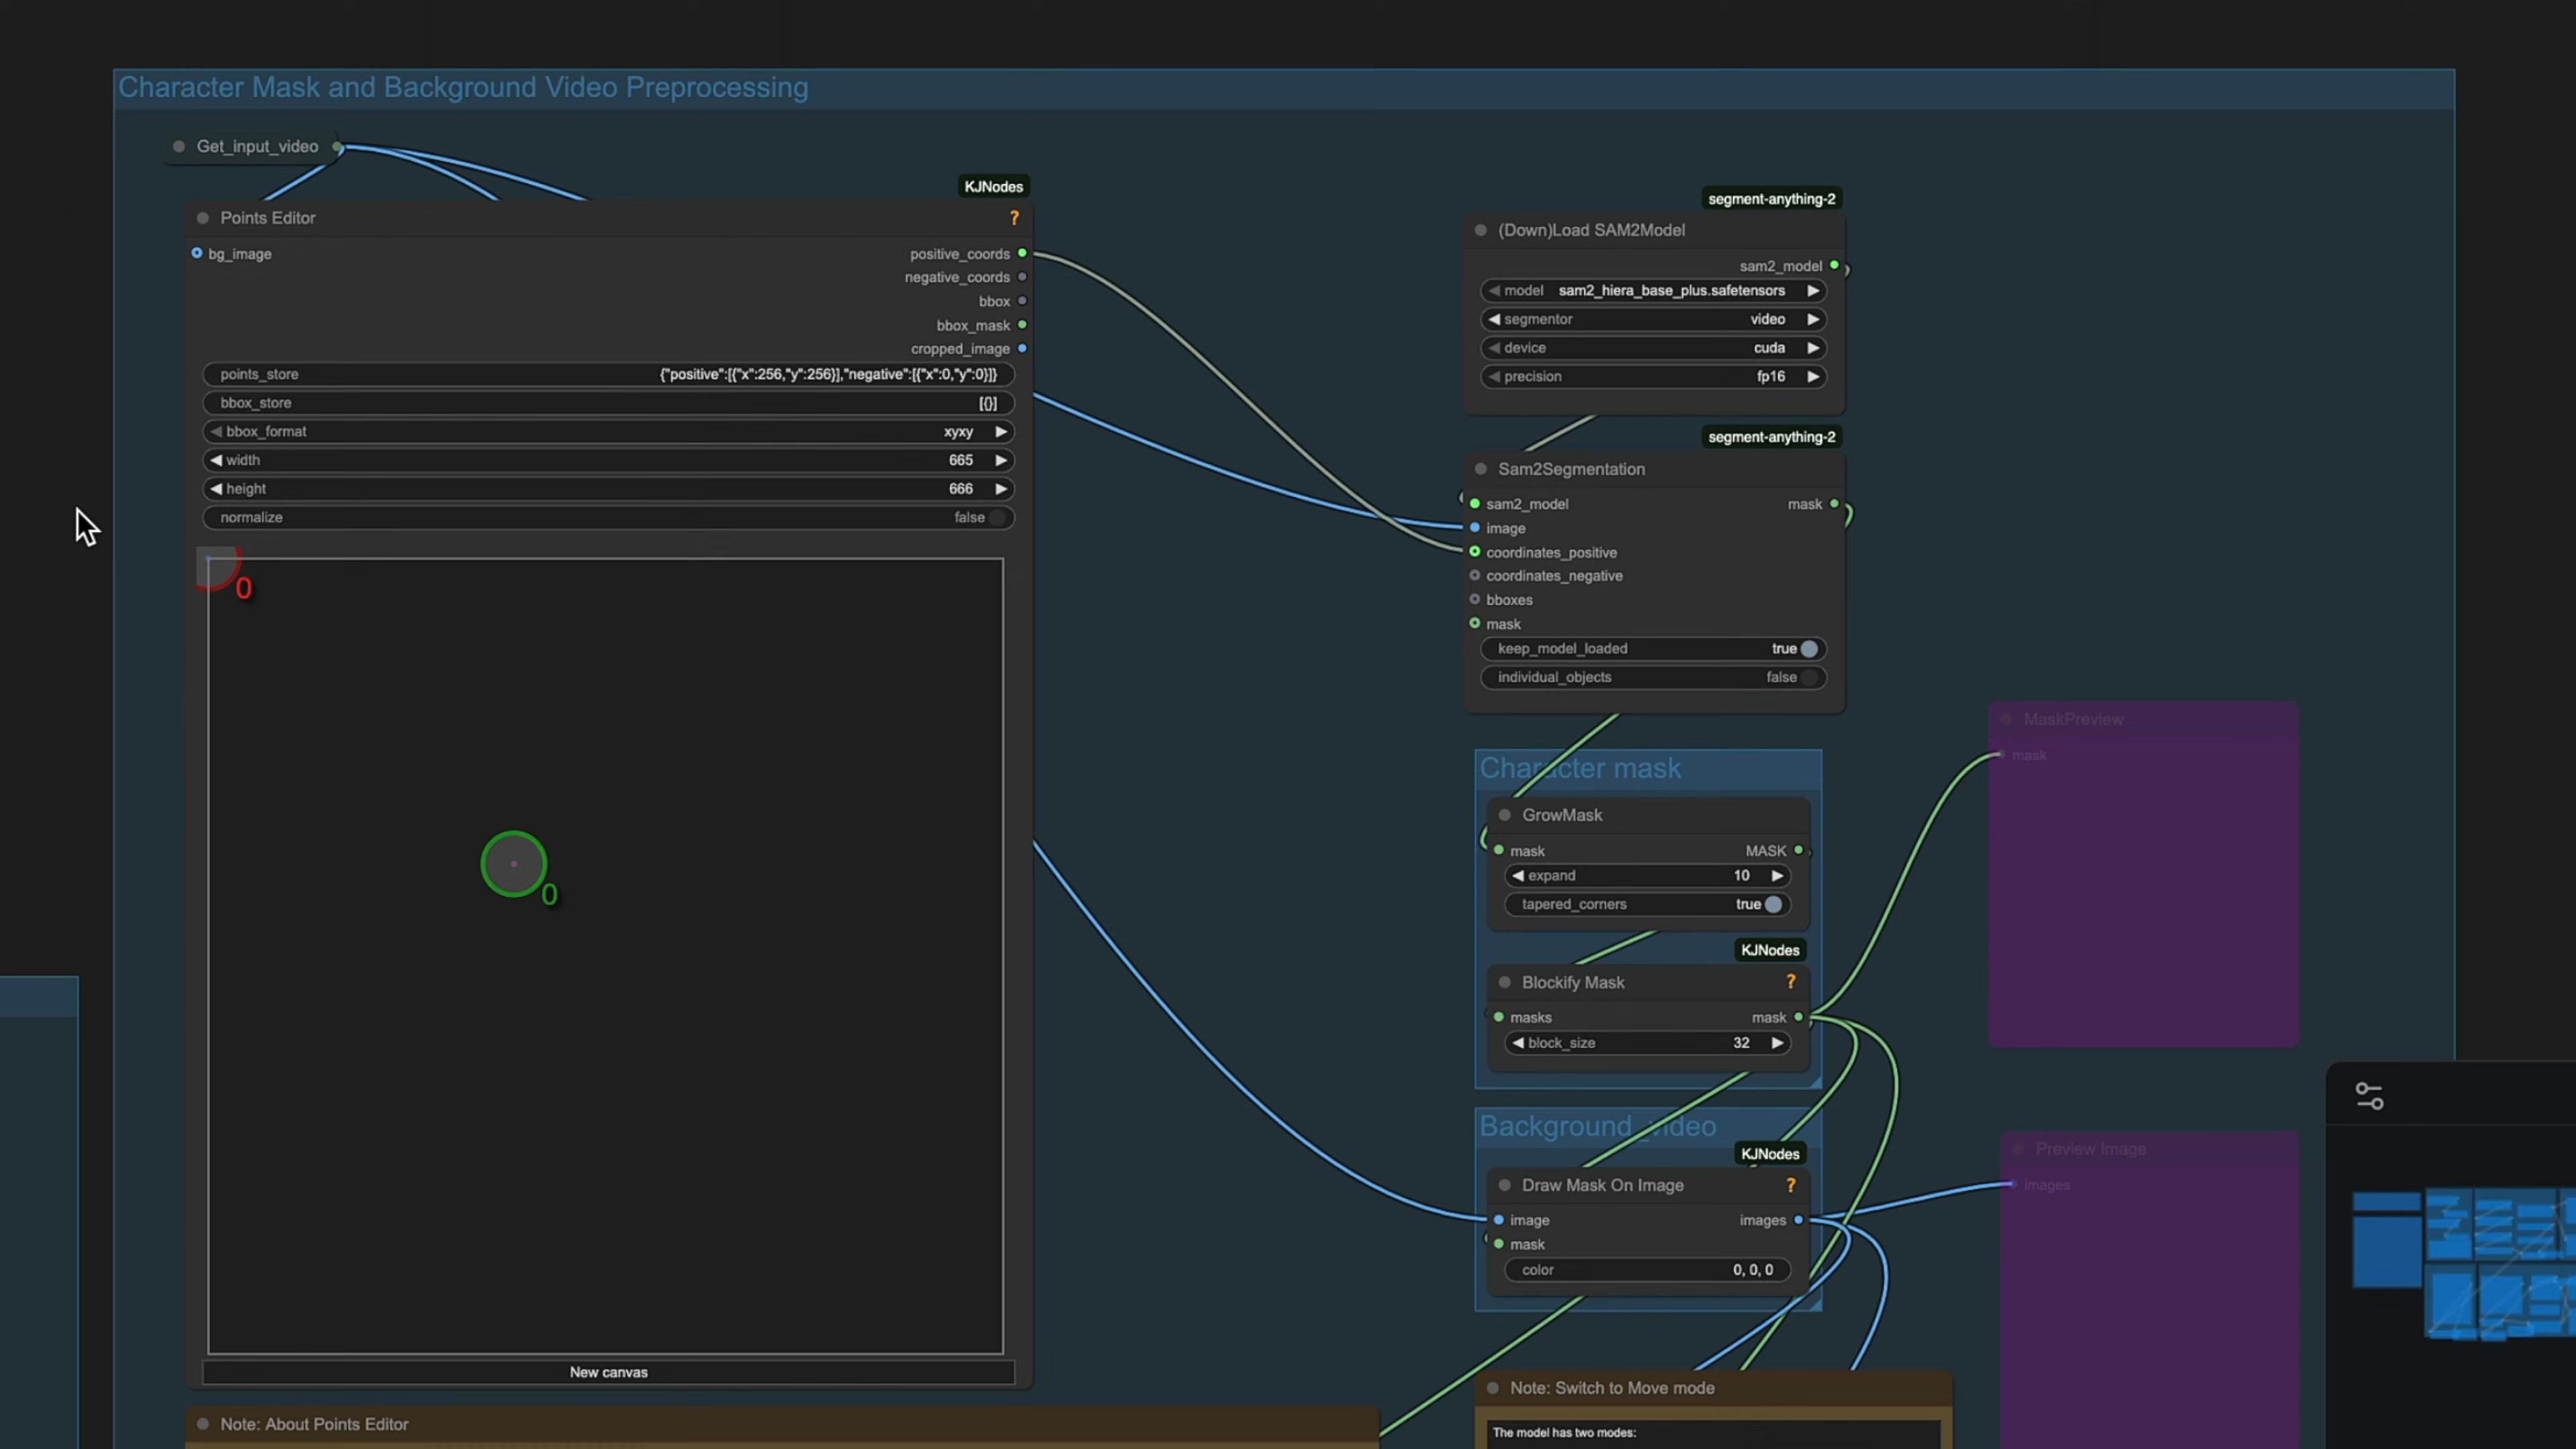 Character Mask and Background Video Preprocessing
Get_input_video
KJNodes
Points Editor
?
bg_image
positive_coords
negative_coords
bbox
bbox_mask
cropped_image
points_store {"positive":[{"x":256,"y":256}],"negative":[{"x":0,"y":0}]}
bbox_store [{}]
bbox_format xyxy
width 665
height 666
normalize false
0
0
New canvas
Note: About Points Editor
segment-anything-2
(Down)Load SAM2Model
sam2_model
model sam2_hiera_base_plus.safetensors
segmentor video
device cuda
precision fp16
segment-anything-2
Sam2Segmentation
sam2_model mask
image
coordinates_positive
coordinates_negative
bboxes
mask
keep_model_loaded true
individual_objects false
Character mask
GrowMask
mask MASK
expand 10
tapered_corners true
KJNodes
Blockify Mask ?
masks mask
block_size 32
Background_video
KJNodes
Draw Mask On Image ?
image images
mask
color 0, 0, 0
Note: Switch to Move mode
The model has two modes:
MaskPreview
mask
Preview Image
images